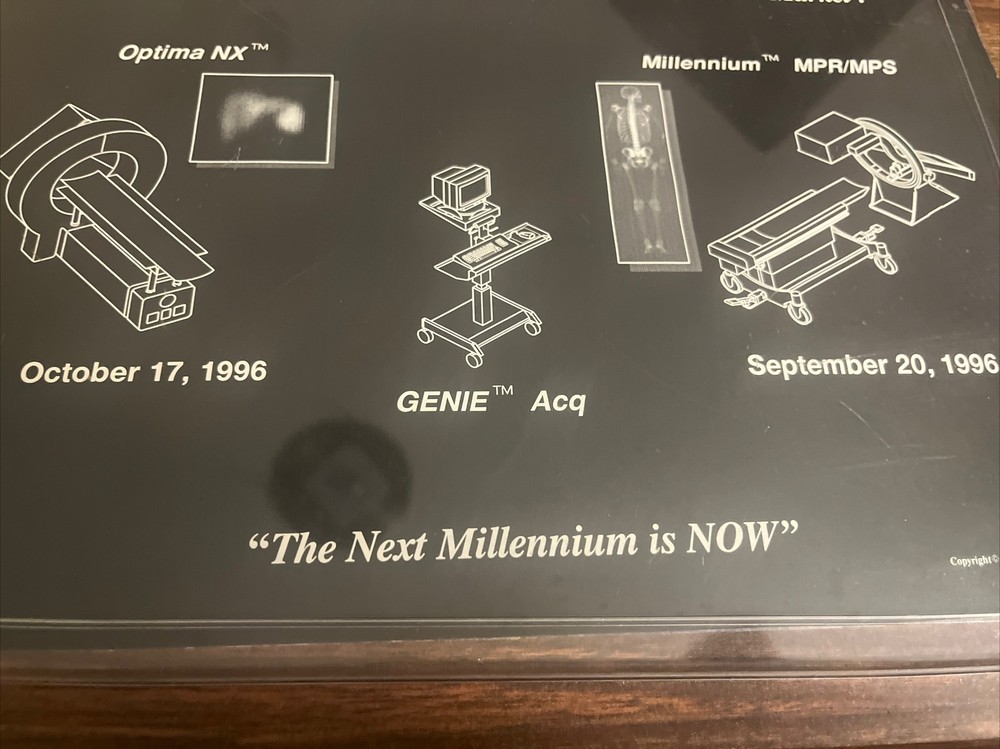 Optima NX™
Millennium™ MPR/MPS
October 17, 1996
September 20, 1996
GENIE™ Acq
“The Next Millennium is NOW”
Copyright©